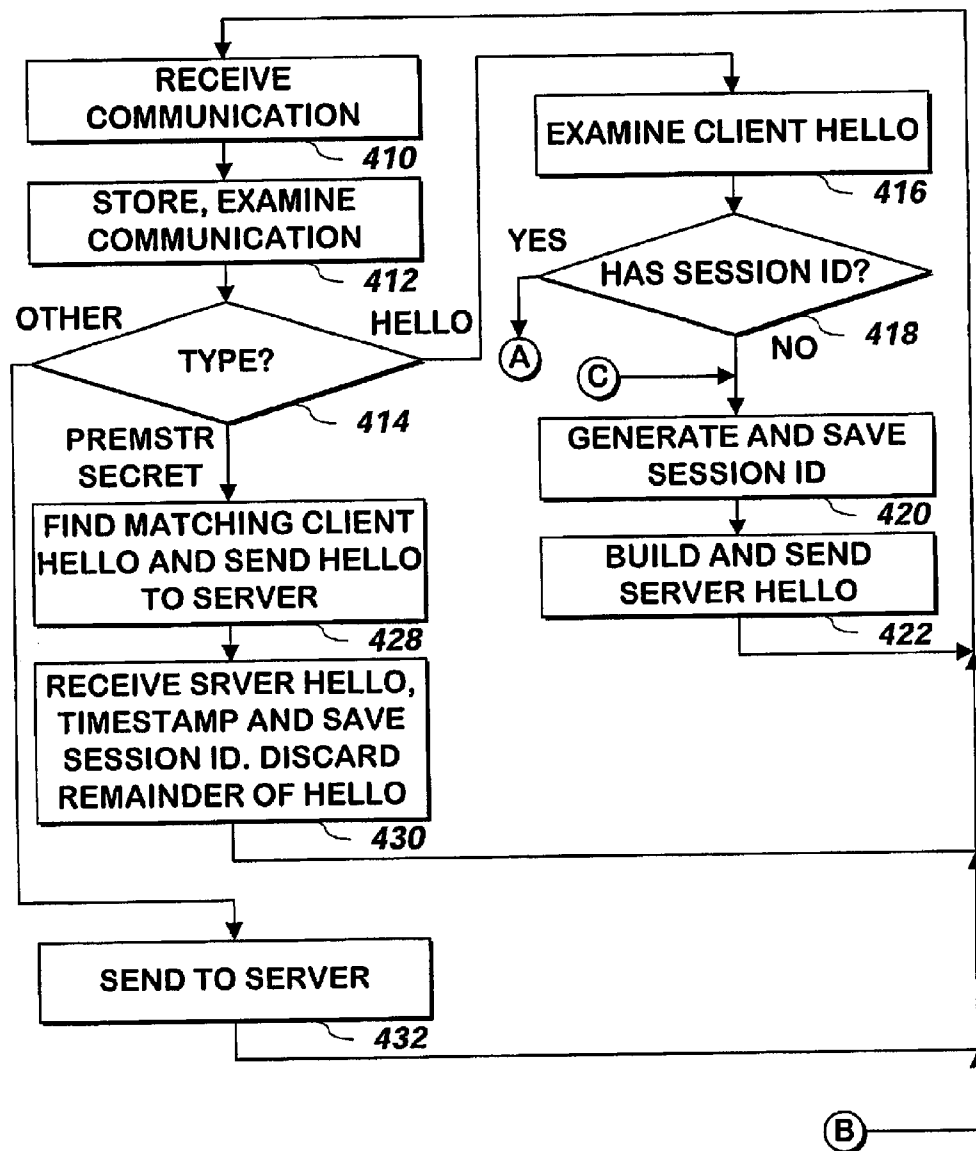 RECEIVE
COMMUNICATION
410
STORE, EXAMINE
COMMUNICATION
412
OTHER
HELLO
TYPE?
414
PREMSTR
SECRET
FIND MATCHING CLIENT
HELLO AND SEND HELLO
TO SERVER
428
RECEIVE SRVER HELLO,
TIMESTAMP AND SAVE
SESSION ID. DISCARD
REMAINDER OF HELLO
430
SEND TO SERVER
432
EXAMINE CLIENT HELLO
416
YES
HAS SESSION ID?
418
A
NO
C
GENERATE AND SAVE
SESSION ID
420
BUILD AND SEND
SERVER HELLO
422
B